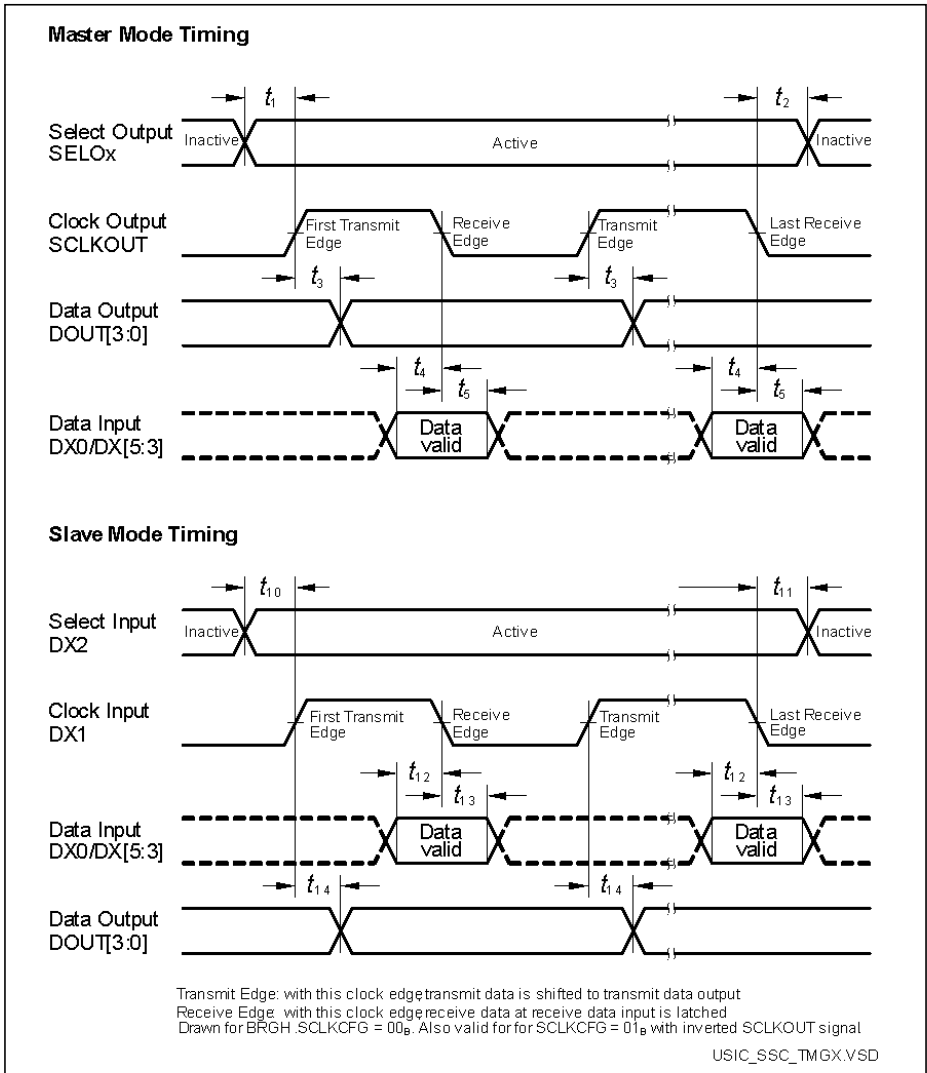 Master Mode Timing
t1 t2
Select Output
SELOx
Inactive Active Inactive
Clock Output
SCLKOUT
First Transmit
Edge
Receive
Edge
Transmit
Edge
Last Receive
Edge
t3 t3
Data Output
DOUT[3:0]
t4 t5 t4 t5
Data Input
DX0/DX[5:3]
Data
valid
Data
valid
Slave Mode Timing
t10 t11
Select Input
DX2
Inactive Active Inactive
Clock Input
DX1
First Transmit
Edge
Receive
Edge
Transmit
Edge
Last Receive
Edge
t12 t13 t12 t13
Data Input
DX0/DX[5:3]
Data
valid
Data
valid
t14 t14
Data Output
DOUT[3:0]
Transmit Edge: with this clock edge, transmit data is shifted to transmit data output
Receive Edge: with this clock edge, receive data at receive data input is latched
Drawn for BRGH .SCLKCFG = 00B. Also valid for for SCLKCFG = 01B with inverted SCLKOUT signal.
USIC_SSC_TMGX.VSD